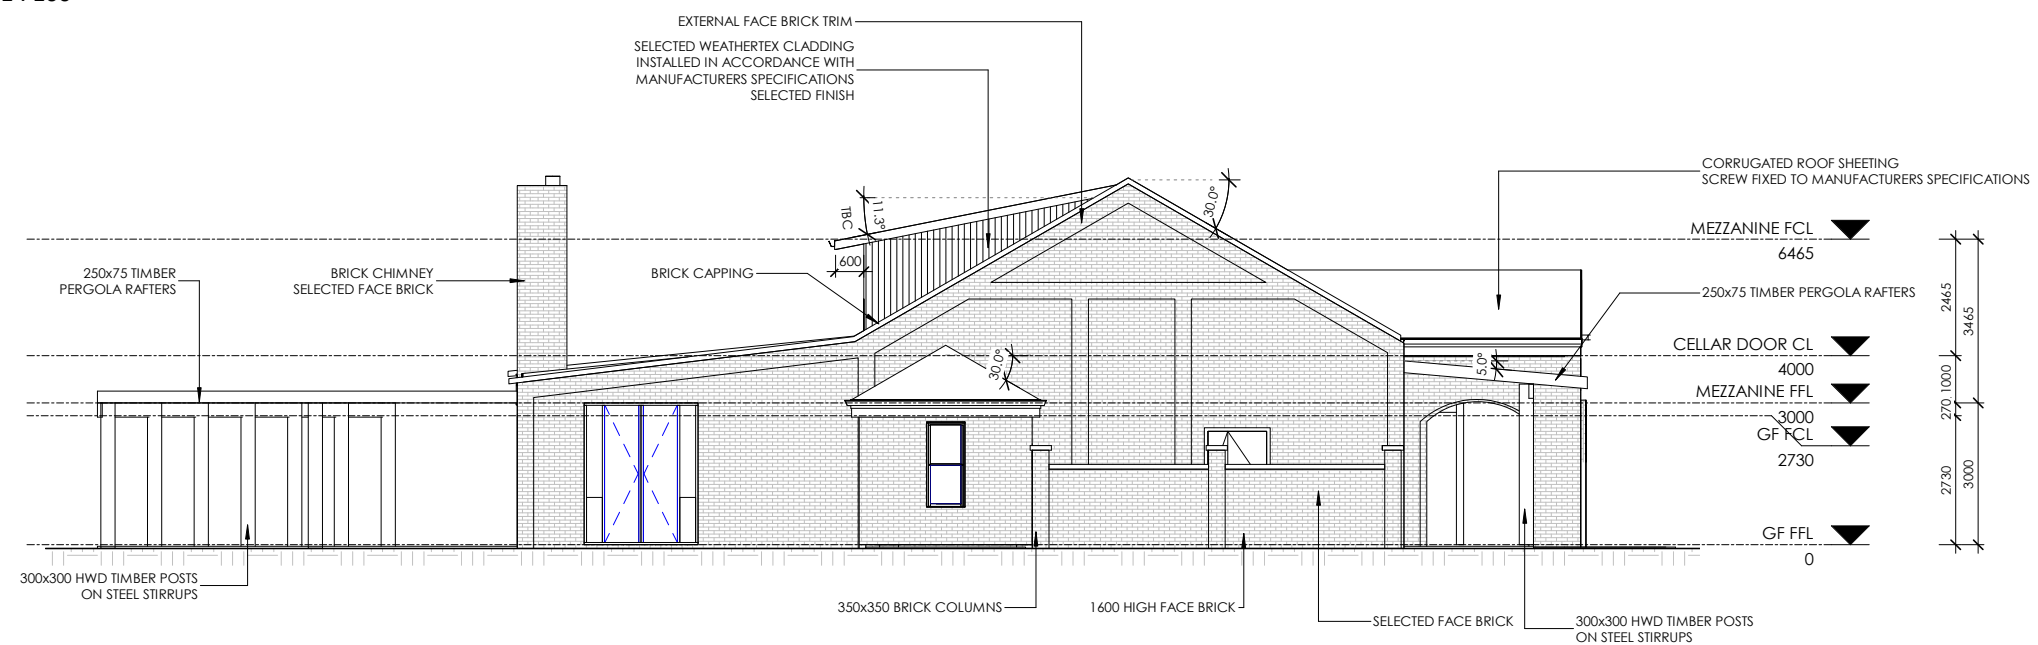 EXTERNAL FACE BRICK TRIM
SELECTED WEATHERTEX CLADDING
INSTALLED IN ACCORDANCE WITH
MANUFACTURERS SPECIFICATIONS
SELECTED FINISH
CORRUGATED ROOF SHEETING
SCREW FIXED TO MANUFACTURERS SPECIFICATIONS
11.3°
TBC
30.0°
MEZZANINE FCL
6465
600
250x75 TIMBER
PERGOLA RAFTERS
BRICK CHIMNEY
SELECTED FACE BRICK
BRICK CAPPING
250x75 TIMBER PERGOLA RAFTERS
2465
3465
CELLAR DOOR CL
4000
30.0°
5.0°
1000
MEZZANINE FFL
3000
270
GF FCL
2730
2730
3000
GF FFL
0
300x300 HWD TIMBER POSTS
ON STEEL STIRRUPS
350x350 BRICK COLUMNS
1600 HIGH FACE BRICK
SELECTED FACE BRICK
300x300 HWD TIMBER POSTS
ON STEEL STIRRUPS